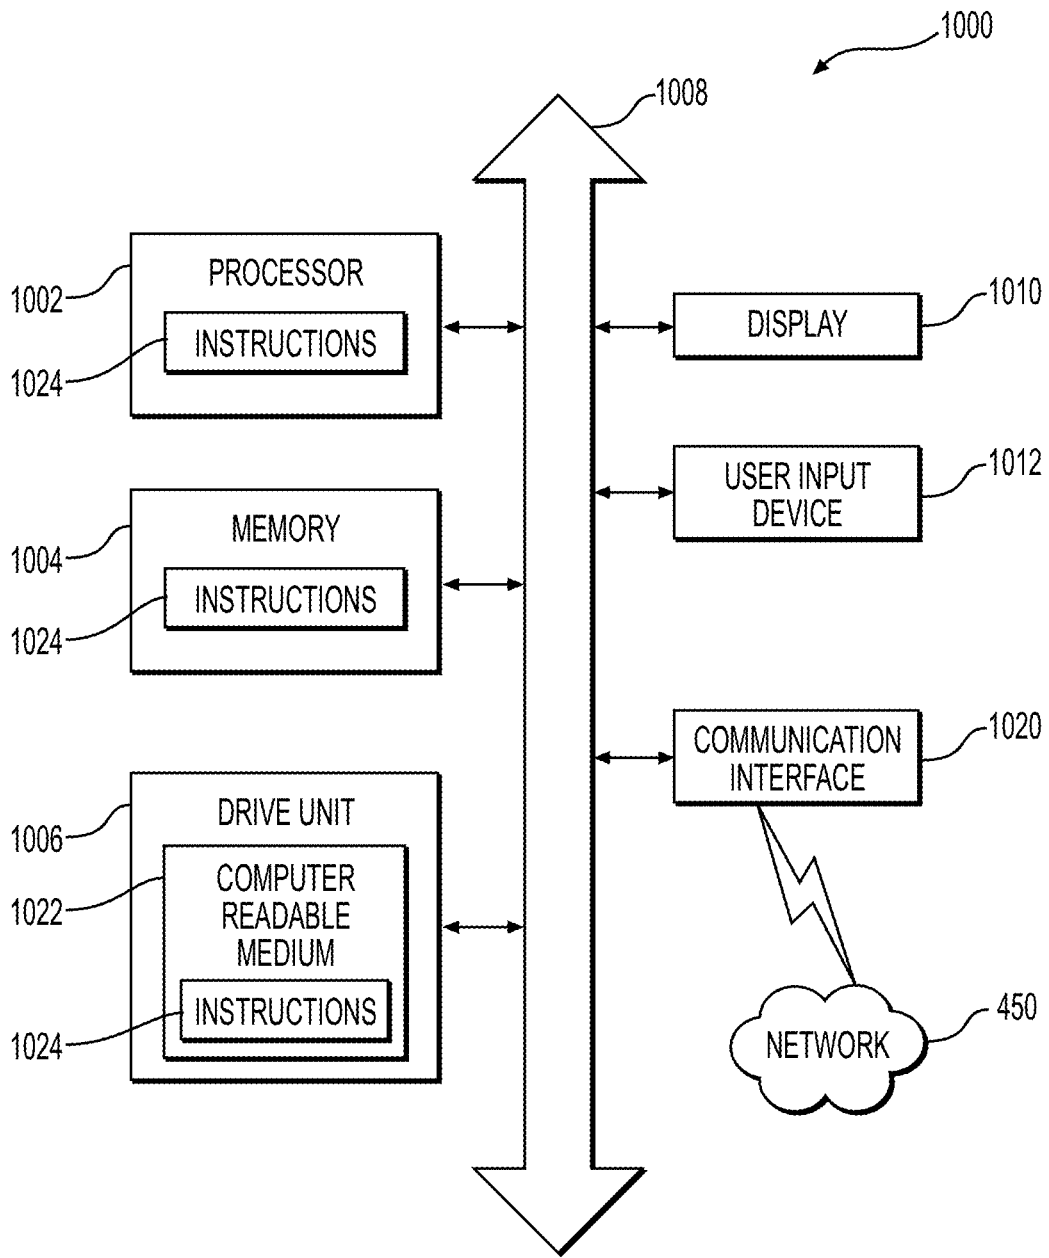 1000
1008
PROCESSOR
1002
INSTRUCTIONS
1024
DISPLAY
1010
USER INPUT
DEVICE
1012
MEMORY
1004
INSTRUCTIONS
1024
COMMUNICATION
INTERFACE
1020
DRIVE UNIT
1006
COMPUTER
READABLE
MEDIUM
1022
INSTRUCTIONS
1024
NETWORK
450